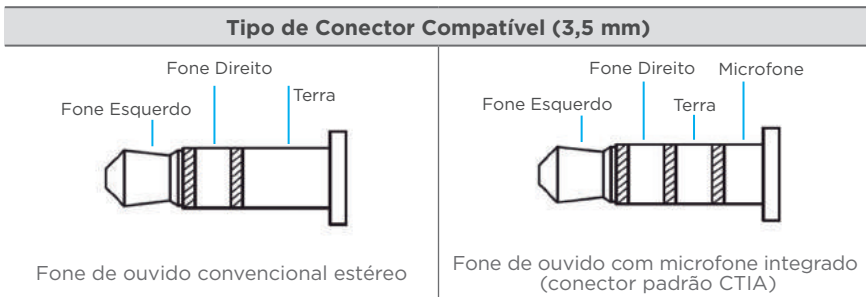 Tipo de Conector Compatível (3,5 mm)
Fone Direito
Terra
Fone Esquerdo
Fone de ouvido convencional estéreo
Fone Direito
Microfone
Fone Esquerdo
Terra
Fone de ouvido com microfone integrado
(conector padrão CTIA)